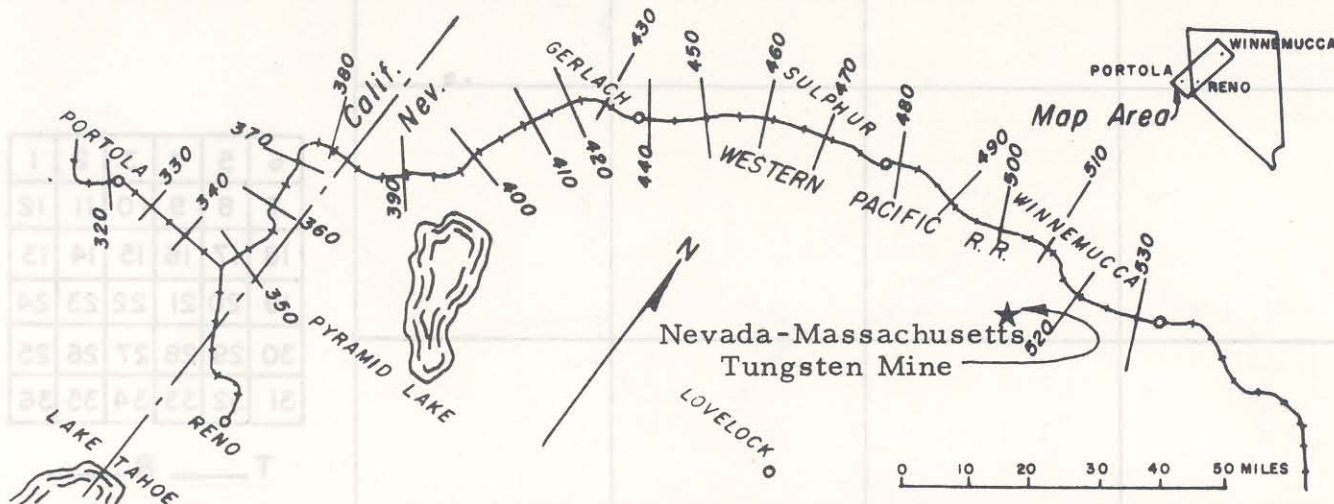 PORTOLA
320
330
340
350
360
370
380
Calif.
Nev.
390
400
410
420
GERLACH
430
440
450
460
SULPHUR
470
480
490
500
WINNEMUCCA
510
520
530
WESTERN
PACIFIC R.R.
PYRAMID LAKE
RENO
LAKE TAHOE
N
Nevada-Massachusetts
Tungsten Mine
LOVELOCK
WINNEMUCCA
PORTOLA
RENO
Map Area
0 10 20 30 40 50 MILES